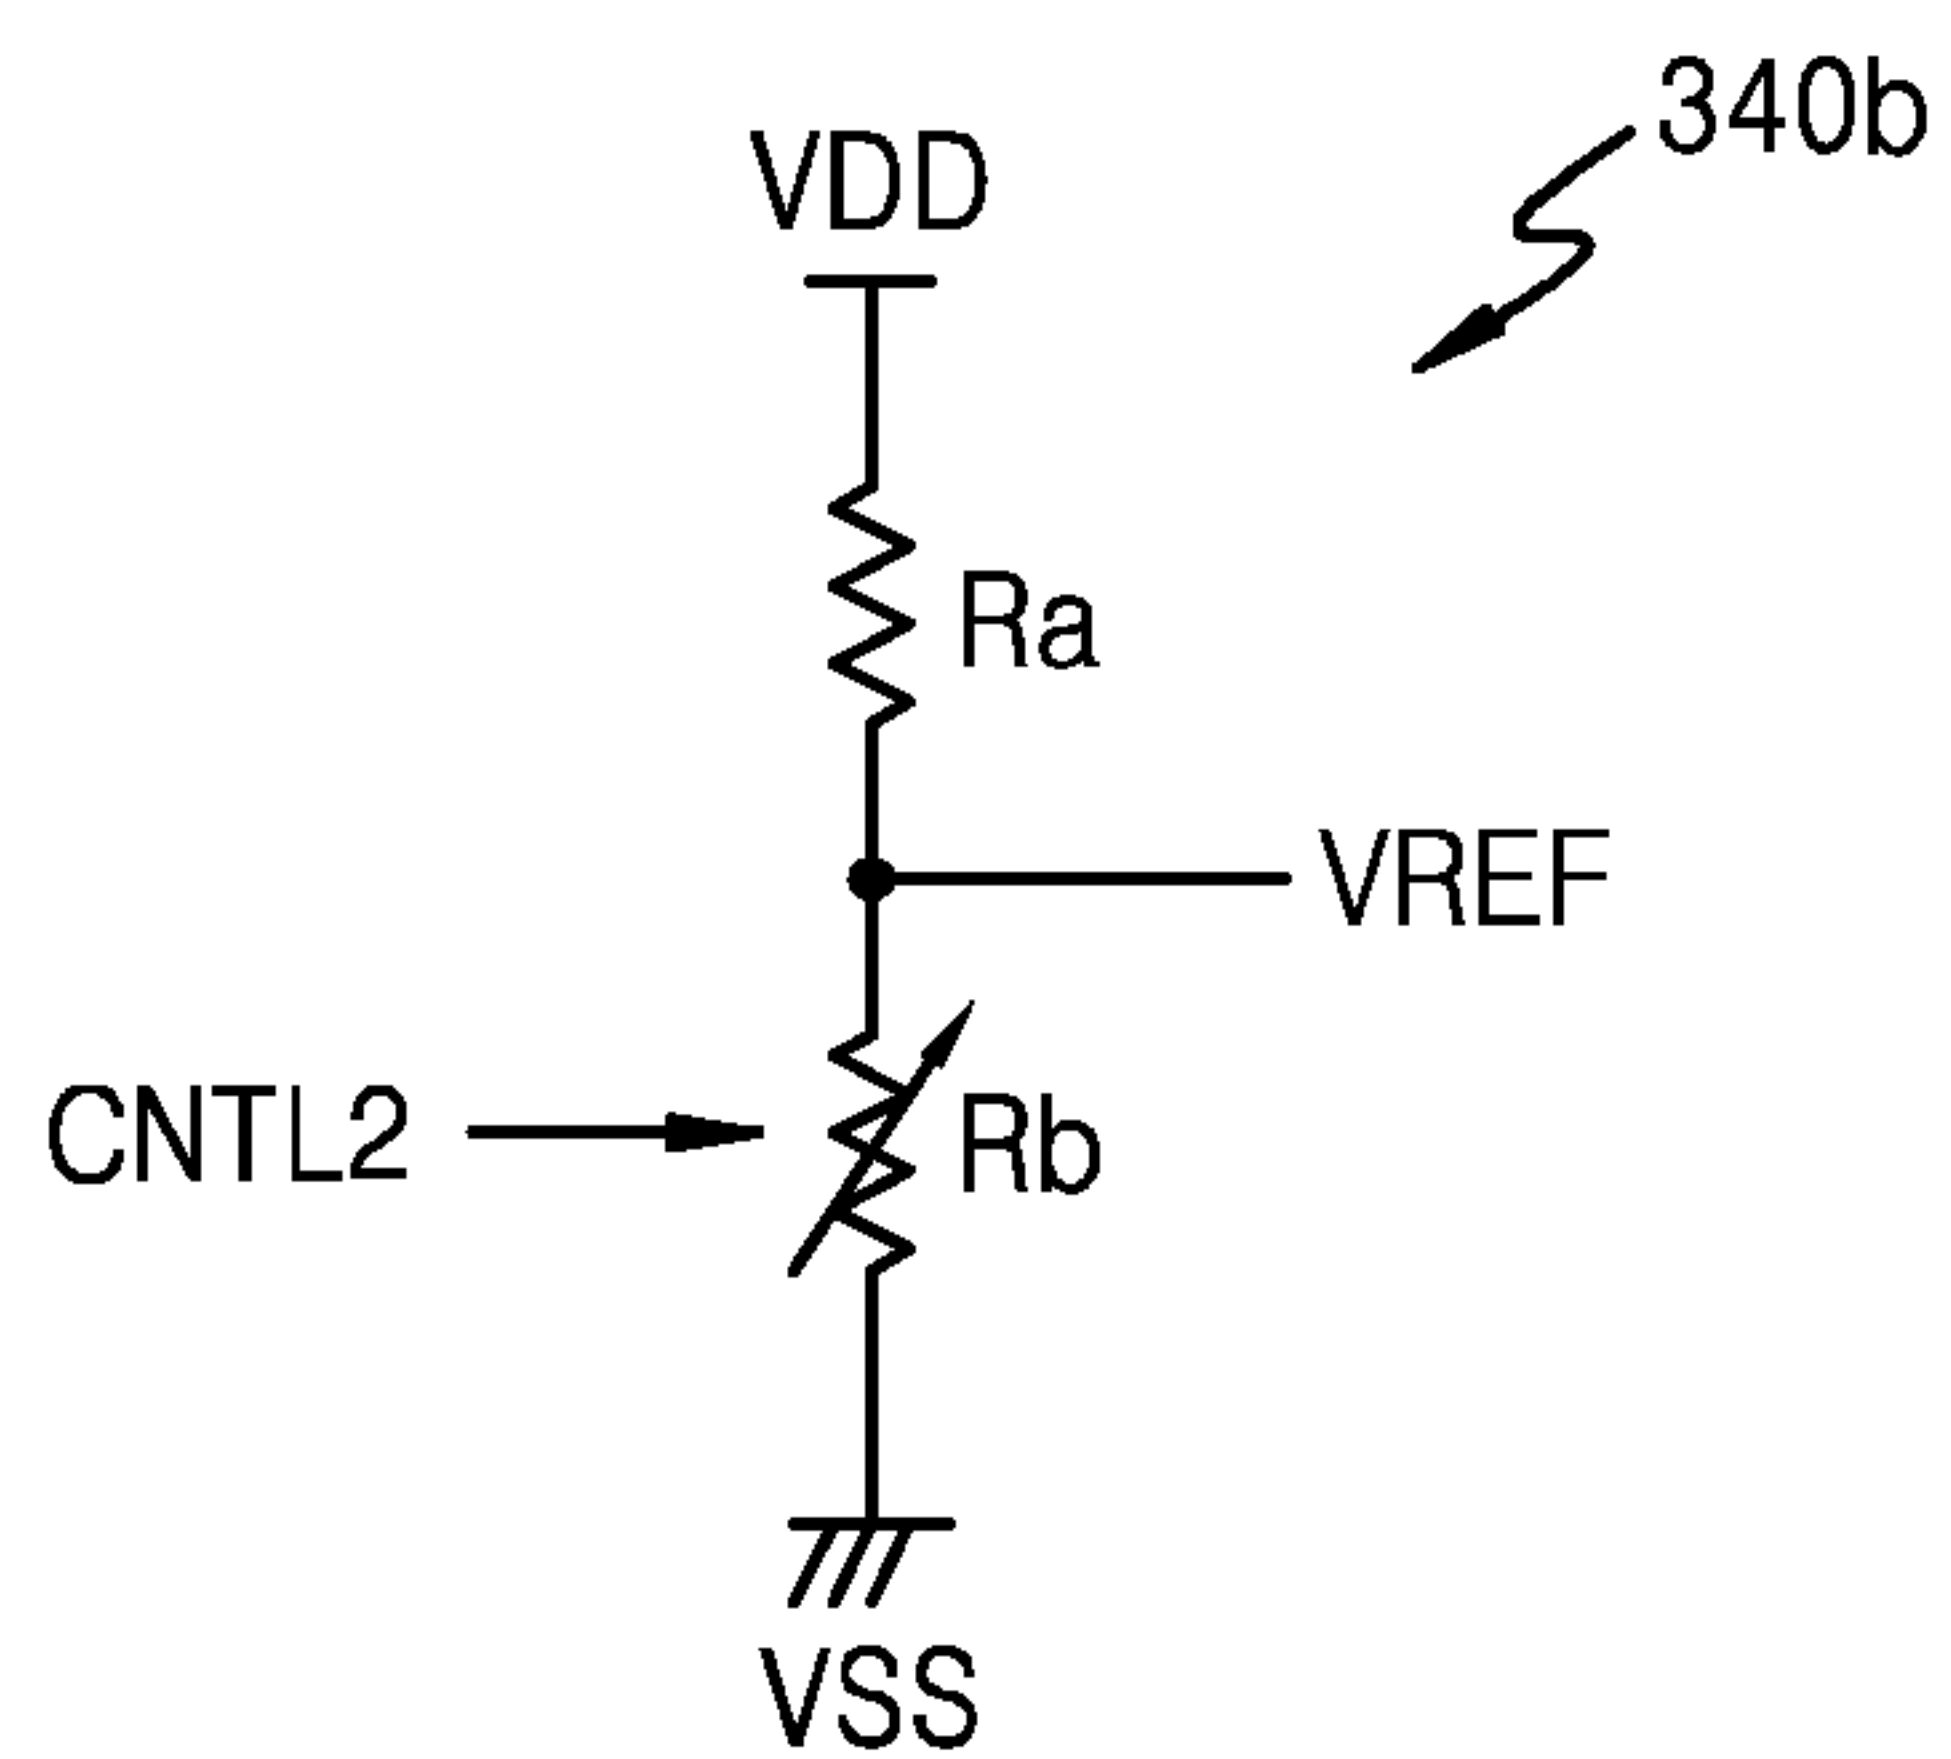 340b
VDD
Ra
VREF
CNTL2
Rb
VSS